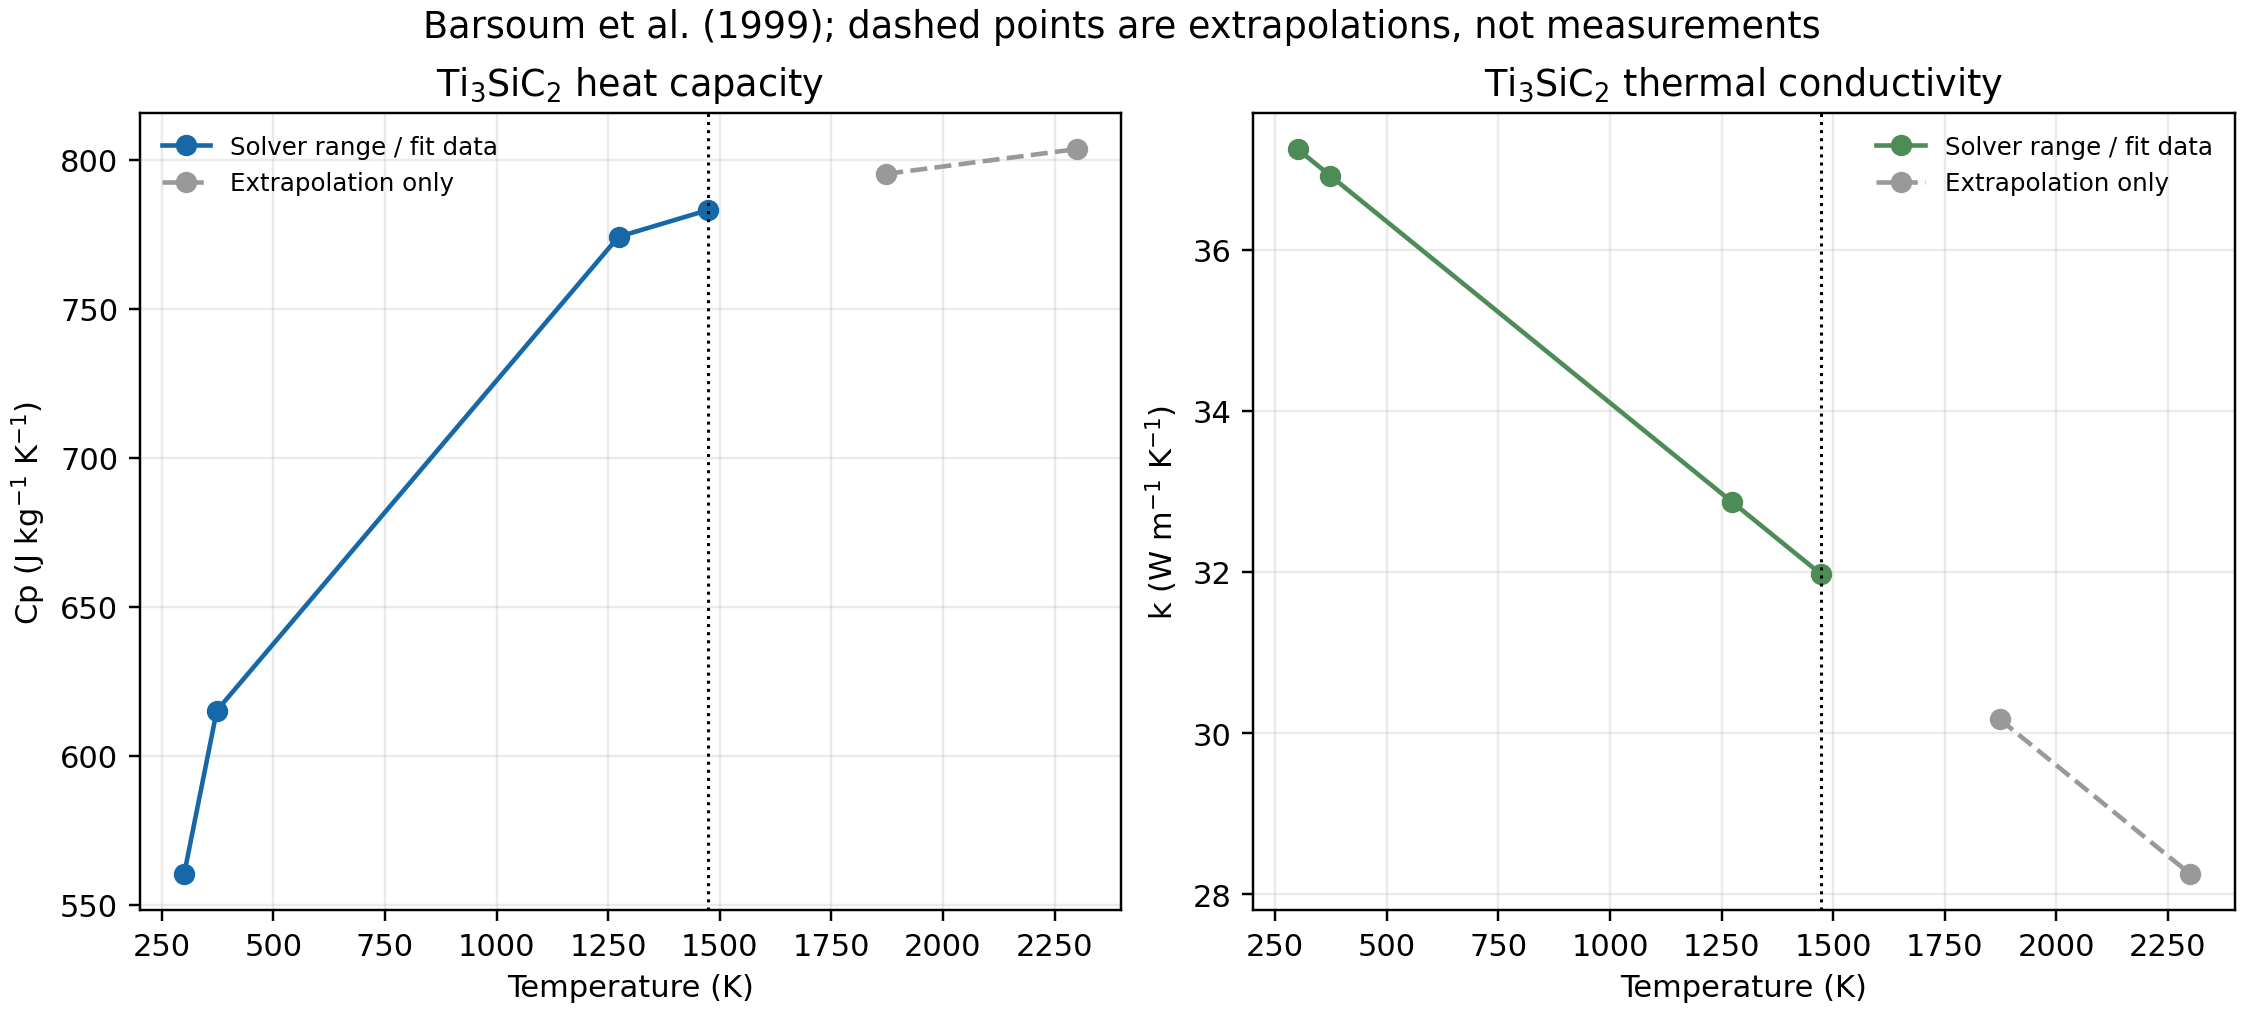 Barsoum et al. (1999); dashed points are extrapolations, not measurements
Ti₃SiC₂ heat capacity
Solver range / fit data
Extrapolation only
800
750
700
650
600
550
Cp (J kg⁻¹ K⁻¹)
250 500 750 1000 1250 1500 1750 2000 2250
Temperature (K)
Ti₃SiC₂ thermal conductivity
Solver range / fit data
Extrapolation only
36
34
32
30
28
k (W m⁻¹ K⁻¹)
250 500 750 1000 1250 1500 1750 2000 2250
Temperature (K)